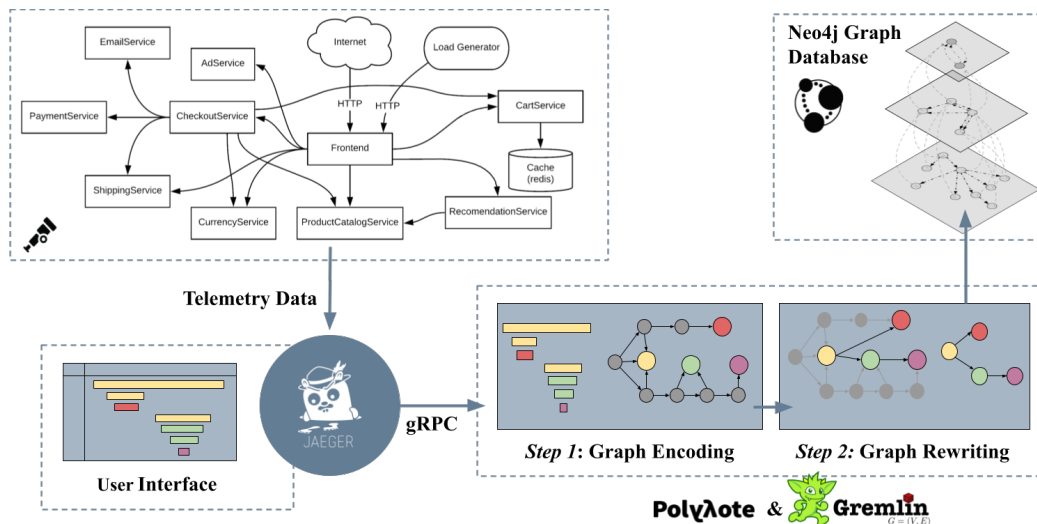 EmailService
Internet
Load Generator
AdService
HTTP
HTTP
PaymentService
CheckoutService
CartService
Frontend
Cache
(redis)
ShippingService
CurrencyService
ProductCatalogService
RecomendationService
Neo4j Graph
Database
Telemetry Data
JAEGER
gRPC
User Interface
Step 1: Graph Encoding
Step 2: Graph Rewriting
Polyλote
&
Gremlin
G = (V, E)